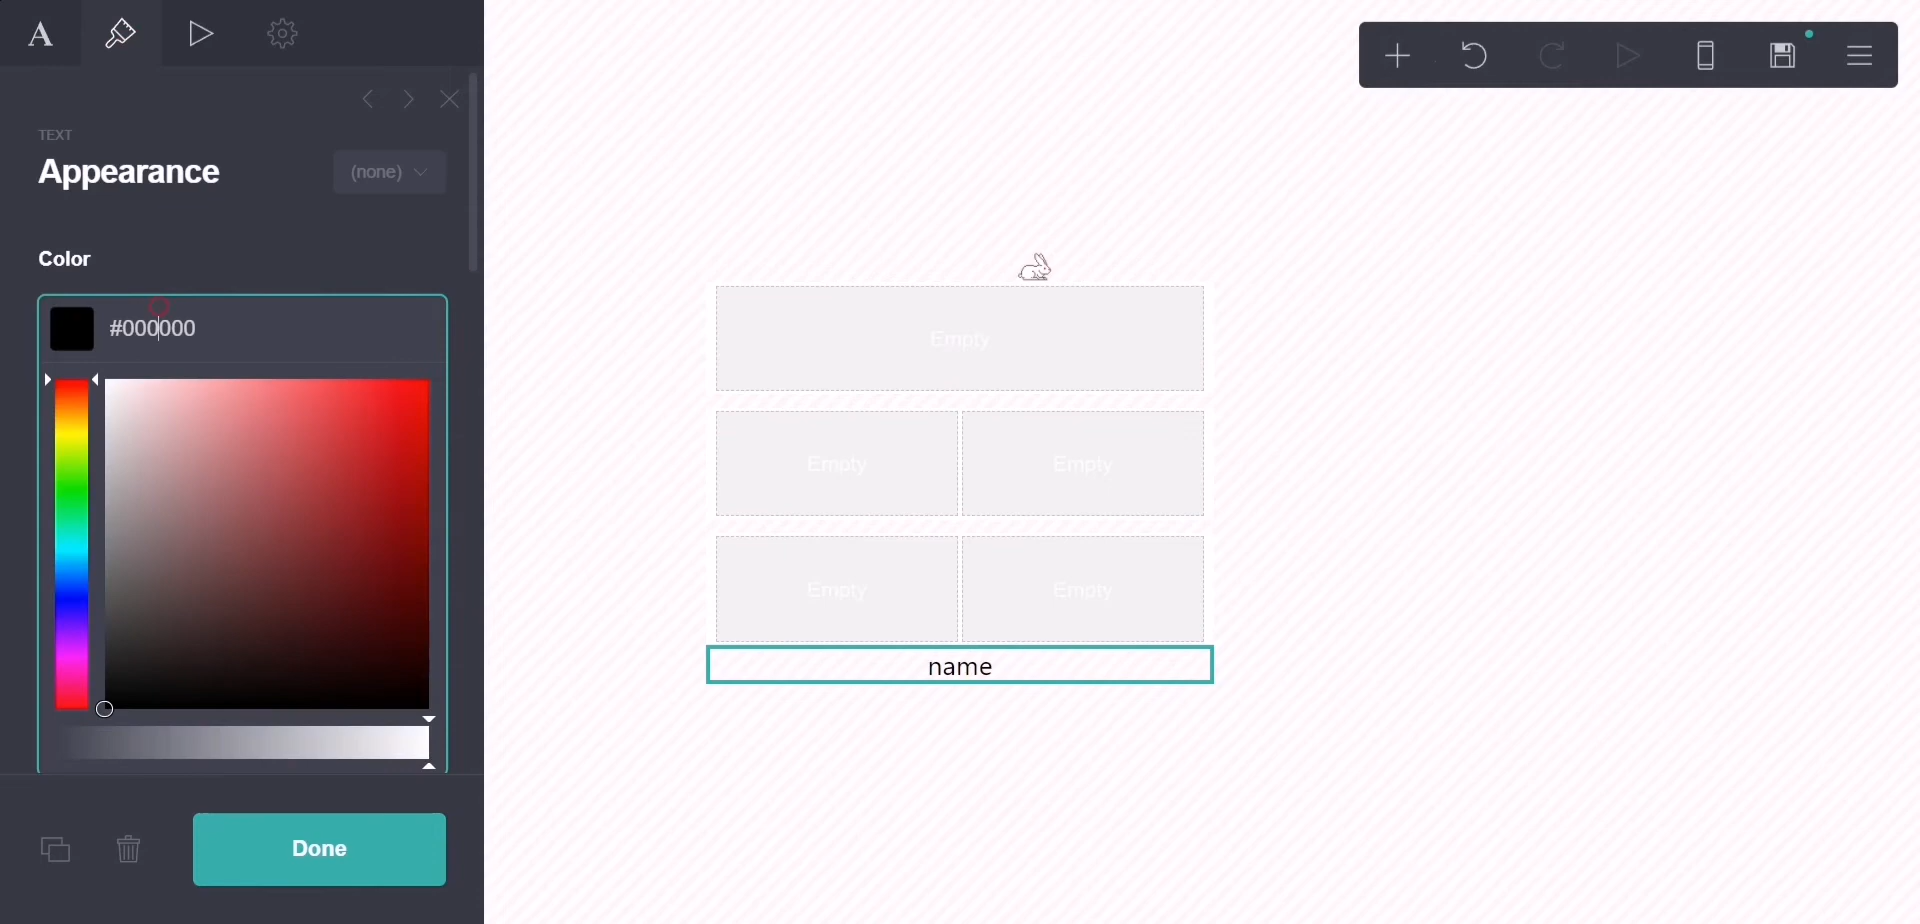 A
TEXT
Appearance
(none)
Color
#000000
Done
Empty
Empty Empty
Empty Empty
name